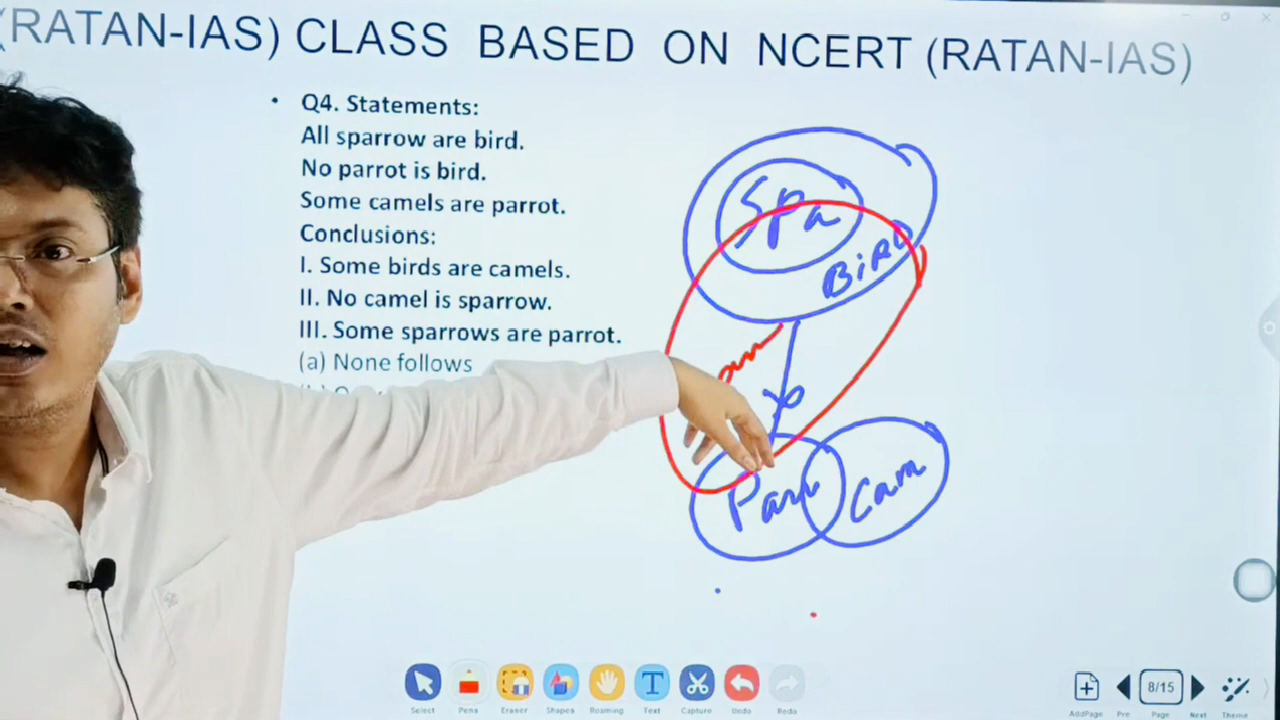 (RATAN-IAS) CLASS BASED ON NCERT (RATAN-IAS)
• Q4. Statements:
All sparrow are bird.
No parrot is bird.
Some camels are parrot.
Conclusions:
I. Some birds are camels.
II. No camel is sparrow.
III. Some sparrows are parrot.
(a) None follows
Spa
BiRD
Parr
Cam
Select
Pens
Eraser
Shapes
Roaming
Text
Capture
Undo
Redo
AddPage
Pre
8/15
Page
Next
Theme